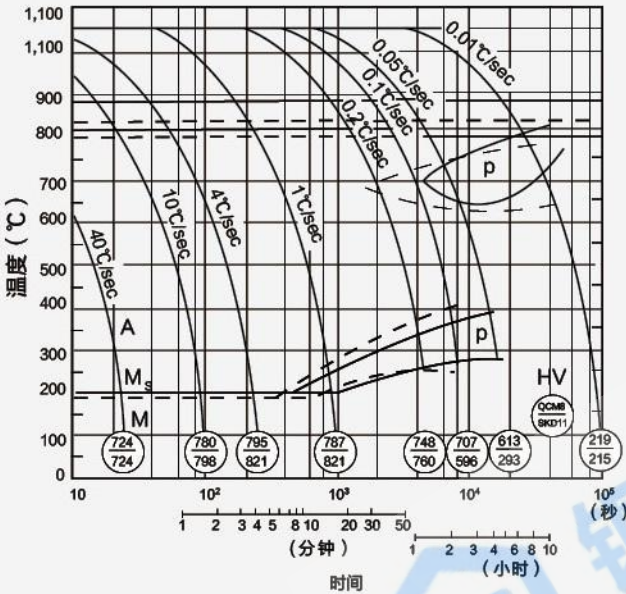 1,100
1,100
900
800
700
600
500
400
300
200
100
0
温度(℃)
40℃/sec
10℃/sec
4℃/sec
1℃/sec
0.2℃/sec
0.1℃/sec
0.05℃/sec
0.01℃/sec
p
p
A
Ms
M
HV
QCM8
SKD11
724
724
780
798
795
821
787
821
748
760
707
596
613
293
219
215
10 10² 10³ 10⁴ 10⁵
(秒)
1 2 3 4 5 8 10 20 30 50
(分钟)
1 2 3 4 6 8 10
(小时)
时间